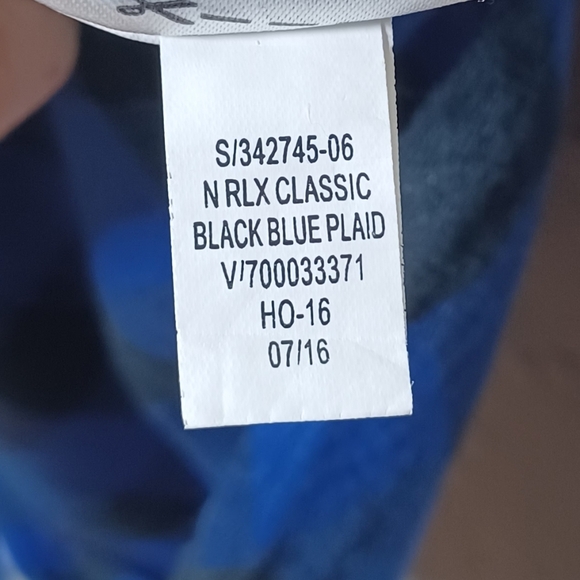 S/342745-06
N RLX CLASSIC
BLACK BLUE PLAID
V/700033371
HO-16
07/16